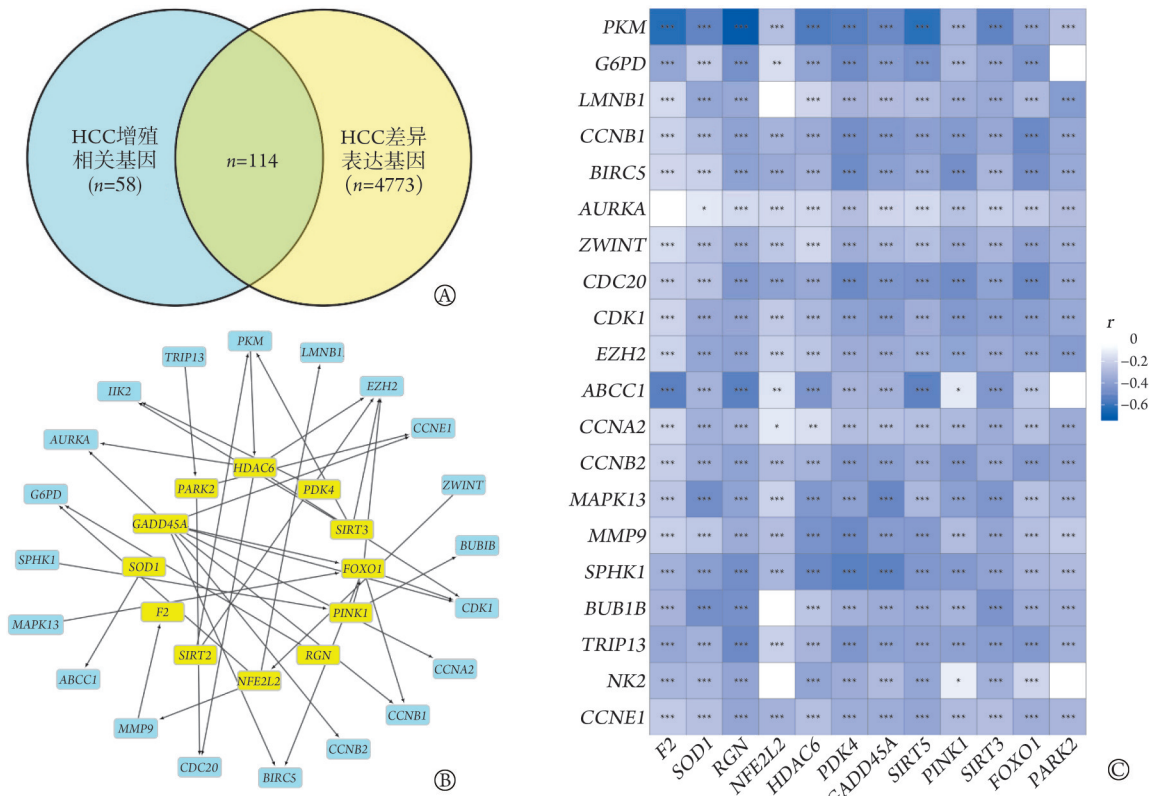 HCC增殖
相关基因
(n=58)
n=114
HCC差异
表达基因
（n=4773）
Ⓐ
PKM
TRIP13
LMNB1
IIK2
EZH2
AURKA
CCNE1
HDAC6
G6PD
PARK2
PDK4
ZWINT
GADD45A
SIRT3
SPHK1
SOD1
FOXO1
BUBIB
MAPK13
F2
PINK1
CDK1
SIRT2
RGN
ABCC1
NFE2L2
CCNA2
MMP9
CCNB1
CDC20
BIRC5
CCNB2
Ⓑ
PKM *** *** *** *** *** *** *** *** *** *** *** ***
G6PD *** *** *** ** *** *** *** *** *** *** ***
LMNB1 *** *** *** *** *** *** *** *** *** *** ***
CCNB1 *** *** *** *** *** *** *** *** *** *** *** ***
BIRC5 *** *** *** *** *** *** *** *** *** *** *** ***
AURKA * *** *** *** *** *** *** *** *** *** ***
ZWINT *** *** *** *** *** *** *** *** *** *** *** ***
CDC20 *** *** *** *** *** *** *** *** *** *** *** ***
CDK1 *** *** *** *** *** *** *** *** *** *** *** ***
EZH2 *** *** *** *** *** *** *** *** *** *** *** ***
ABCC1 *** *** *** ** *** *** *** *** * *** ***
CCNA2 *** *** *** * ** *** *** *** *** *** *** ***
CCNB2 *** *** *** *** *** *** *** *** *** *** *** ***
MAPK13 *** *** *** *** *** *** *** *** *** *** *** ***
MMP9 *** *** *** *** *** *** *** *** *** *** *** ***
SPHK1 *** *** *** *** *** *** *** *** *** *** *** ***
BUB1B *** *** *** *** *** *** *** *** *** *** ***
TRIP13 *** *** *** *** *** *** *** *** *** *** *** ***
NK2 *** *** *** *** *** *** *** * *** ***
CCNE1 *** *** *** *** *** *** *** *** *** *** *** ***
F2 SOD1 RGN NFE2L2 HDAC6 PDK4 GADD45A SIRT5 PINK1 SIRT3 FOXO1 PARK2
r
0
−0.2
−0.4
−0.6
Ⓒ